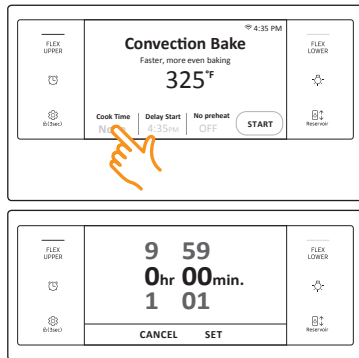 4:35 PM
FLEX UPPER
Convection Bake
FLEX LOWER
Faster, more even baking
325°F
Cook Time Delay Start No preheat
4:35PM OFF START
(3sec)
Reservoir
FLEX UPPER
9 59
FLEX LOWER
0hr 00min.
1 01
(3sec)
Reservoir
CANCEL SET